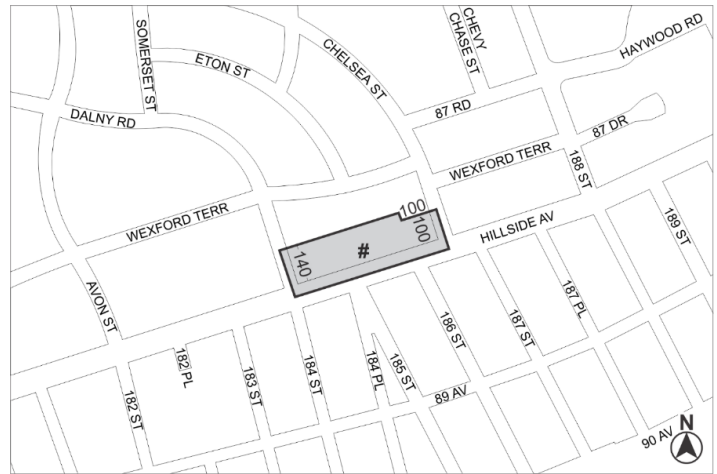 SOMERSET ST
ETON ST
CHELSEA ST
CHEVY
CHASE ST
HAYWOOD RD
DALNY RD
87 RD
87 DR
WEXFORD TERR
188 ST
WEXFORD TERR
100
100
HILLSIDE AV
189 ST
#
140
AVON ST
187 PL
186 ST
187 ST
182 PL
183 ST
184 ST
184 PL
185 ST
182 ST
89 AV
90 AV
N